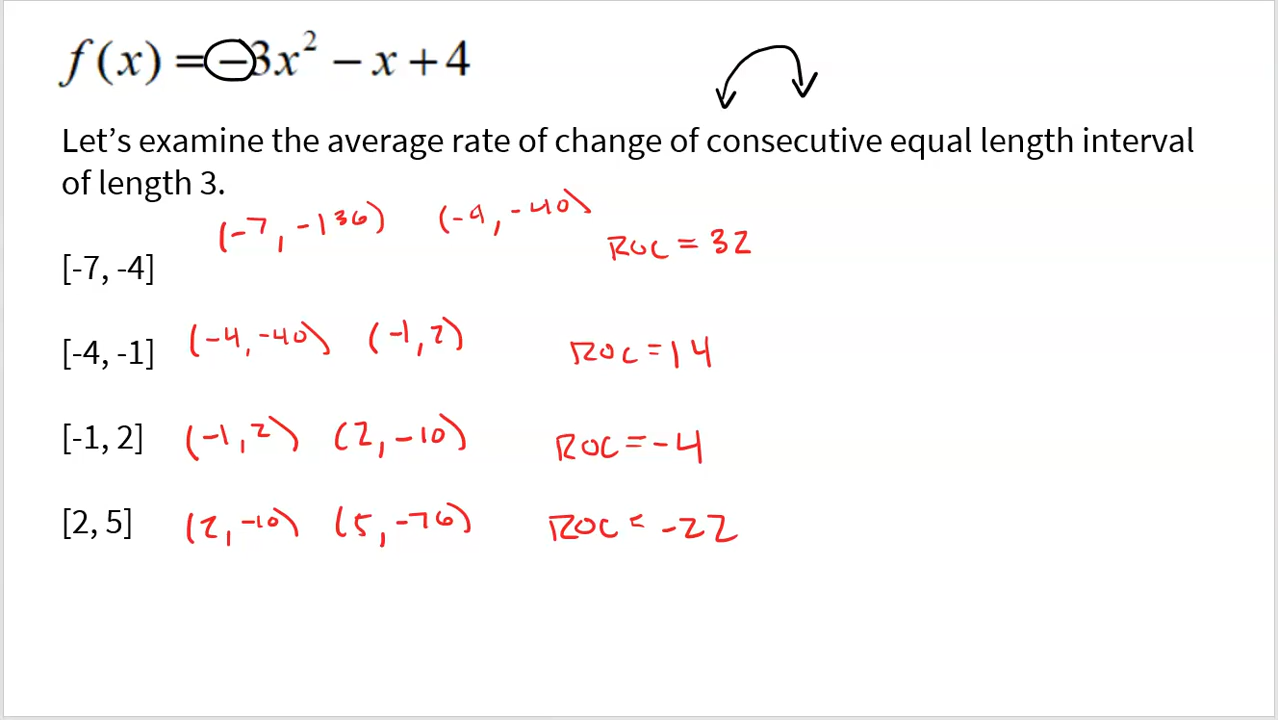 f(x) = -3x² - x + 4
Let's examine the average rate of change of consecutive equal length interval
of length 3.
(-7, -136) (-4, -40) ROC = 32
[-7, -4]
[-4, -1] (-4, -40) (-1, 2) ROC = 14
[-1, 2] (-1, 2) (2, -10) ROC = -4
[2, 5] (2, -10) (5, -76) ROC = -22